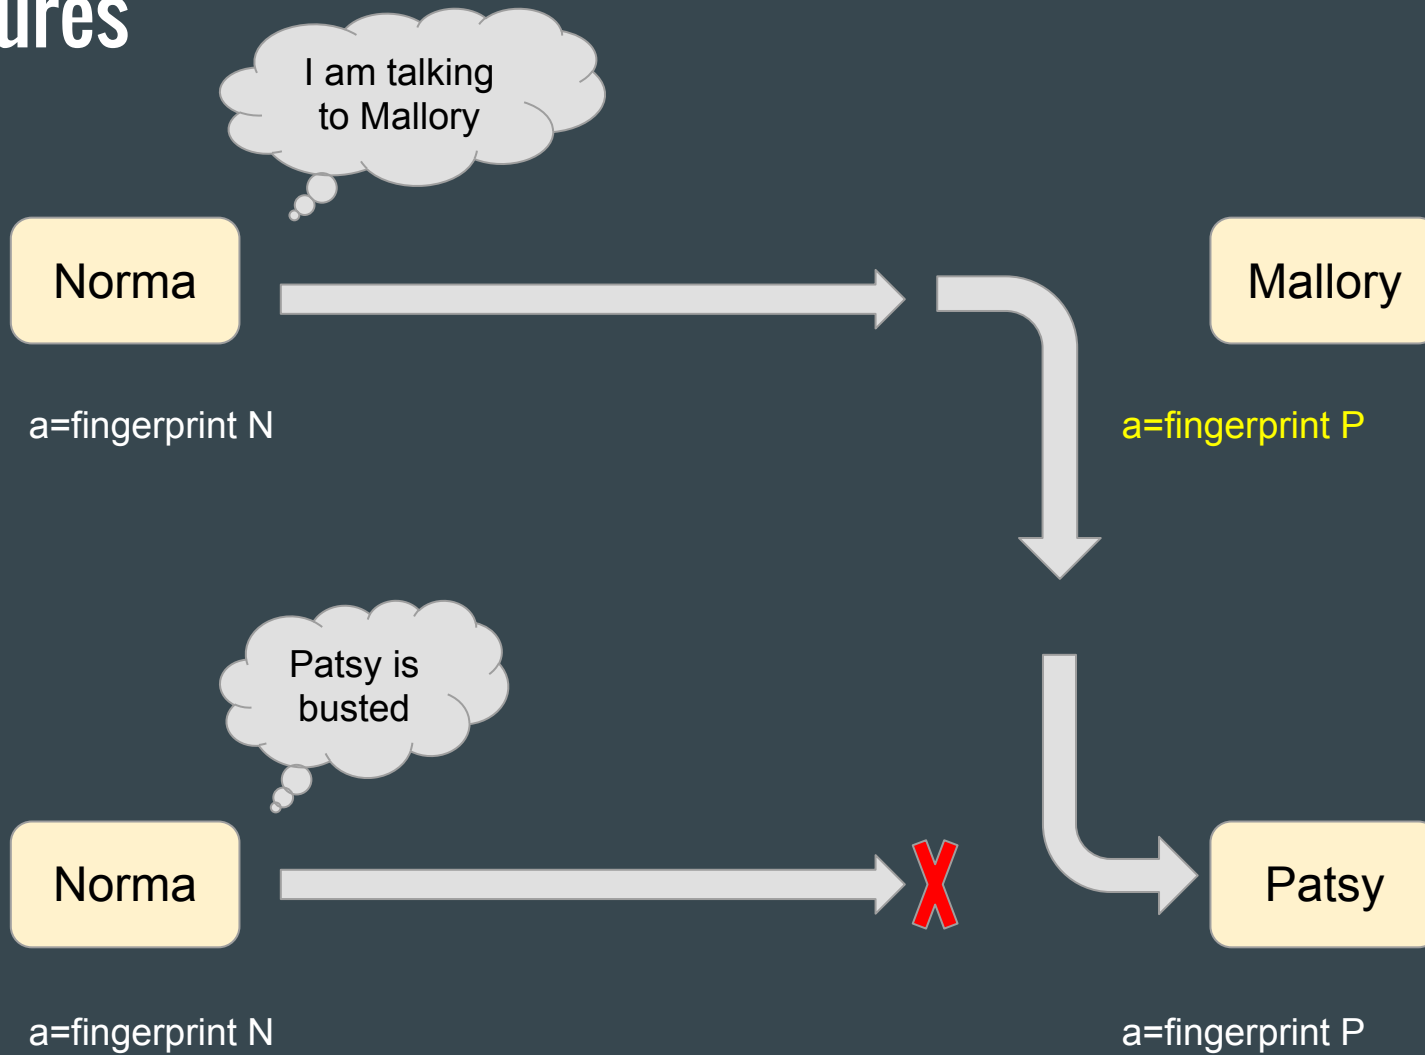 ures
I am talking
to Mallory
Norma
Mallory
a=fingerprint N
a=fingerprint P
Patsy is
busted
Norma
Patsy
a=fingerprint N
a=fingerprint P